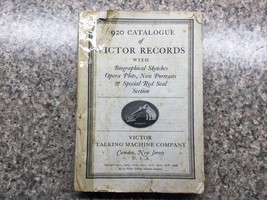 920 CATALOGUE
of
VICTOR RECORDS
WITH
Biographical Sketches
Opera Plots, New Portraits
& Special Red Seal
Section
VICTOR
TALKING MACHINE COMPANY
Camden, New Jersey
U. S. A.